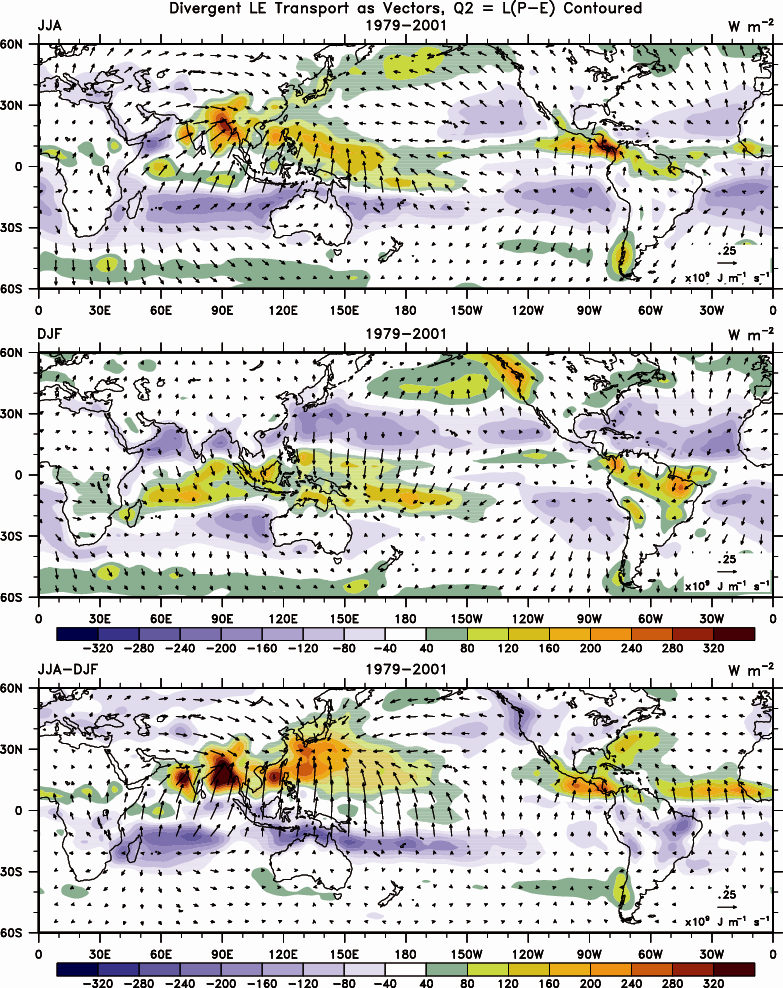 Divergent LE Transport as Vectors, Q2 = L(P−E) Contoured
JJA 1979−2001 W m⁻²
60N
30N
0
30S
60S
.25
x10⁹ J m⁻¹ s⁻¹
0 30E 60E 90E 120E 150E 180 150W 120W 90W 60W 30W 0
DJF 1979−2001 W m⁻²
60N
30N
0
30S
60S
.25
x10⁹ J m⁻¹ s⁻¹
0 30E 60E 90E 120E 150E 180 150W 120W 90W 60W 30W 0
−320 −280 −240 −200 −160 −120 −80 −40 40 80 120 160 200 240 280 320
JJA−DJF 1979−2001 W m⁻²
60N
30N
0
30S
60S
.25
x10⁹ J m⁻¹ s⁻¹
0 30E 60E 90E 120E 150E 180 150W 120W 90W 60W 30W 0
−320 −280 −240 −200 −160 −120 −80 −40 40 80 120 160 200 240 280 320